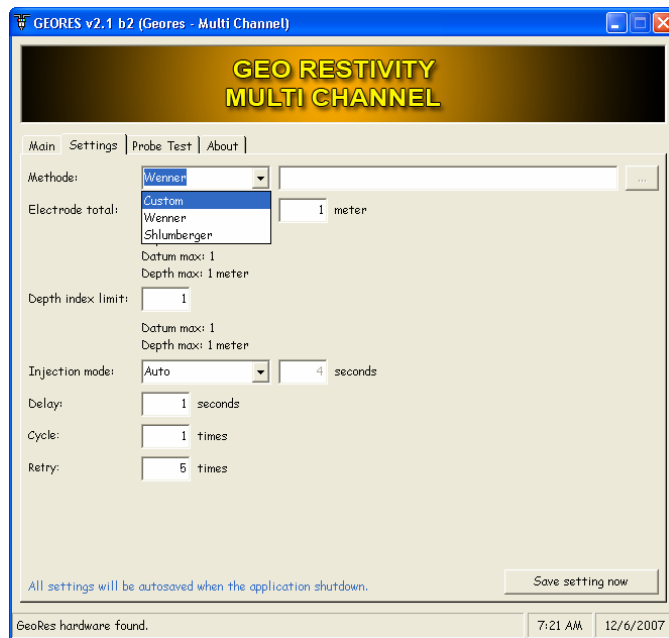 GEORES v2.1 b2 (Geores - Multi Channel)
GEO RESTIVITY
MULTI CHANNEL
Main Settings Probe Test About
Methode: Wenner ...
Custom
Electrode total: 1 meter
Wenner
Shlumberger
Datum max: 1
Depth max: 1 meter
Depth index limit: 1
Datum max: 1
Depth max: 1 meter
Injection mode: Auto 4 seconds
Delay: 1 seconds
Cycle: 1 times
Retry: 5 times
All settings will be autosaved when the application shutdown. Save setting now
GeoRes hardware found. 7:21 AM 12/6/2007